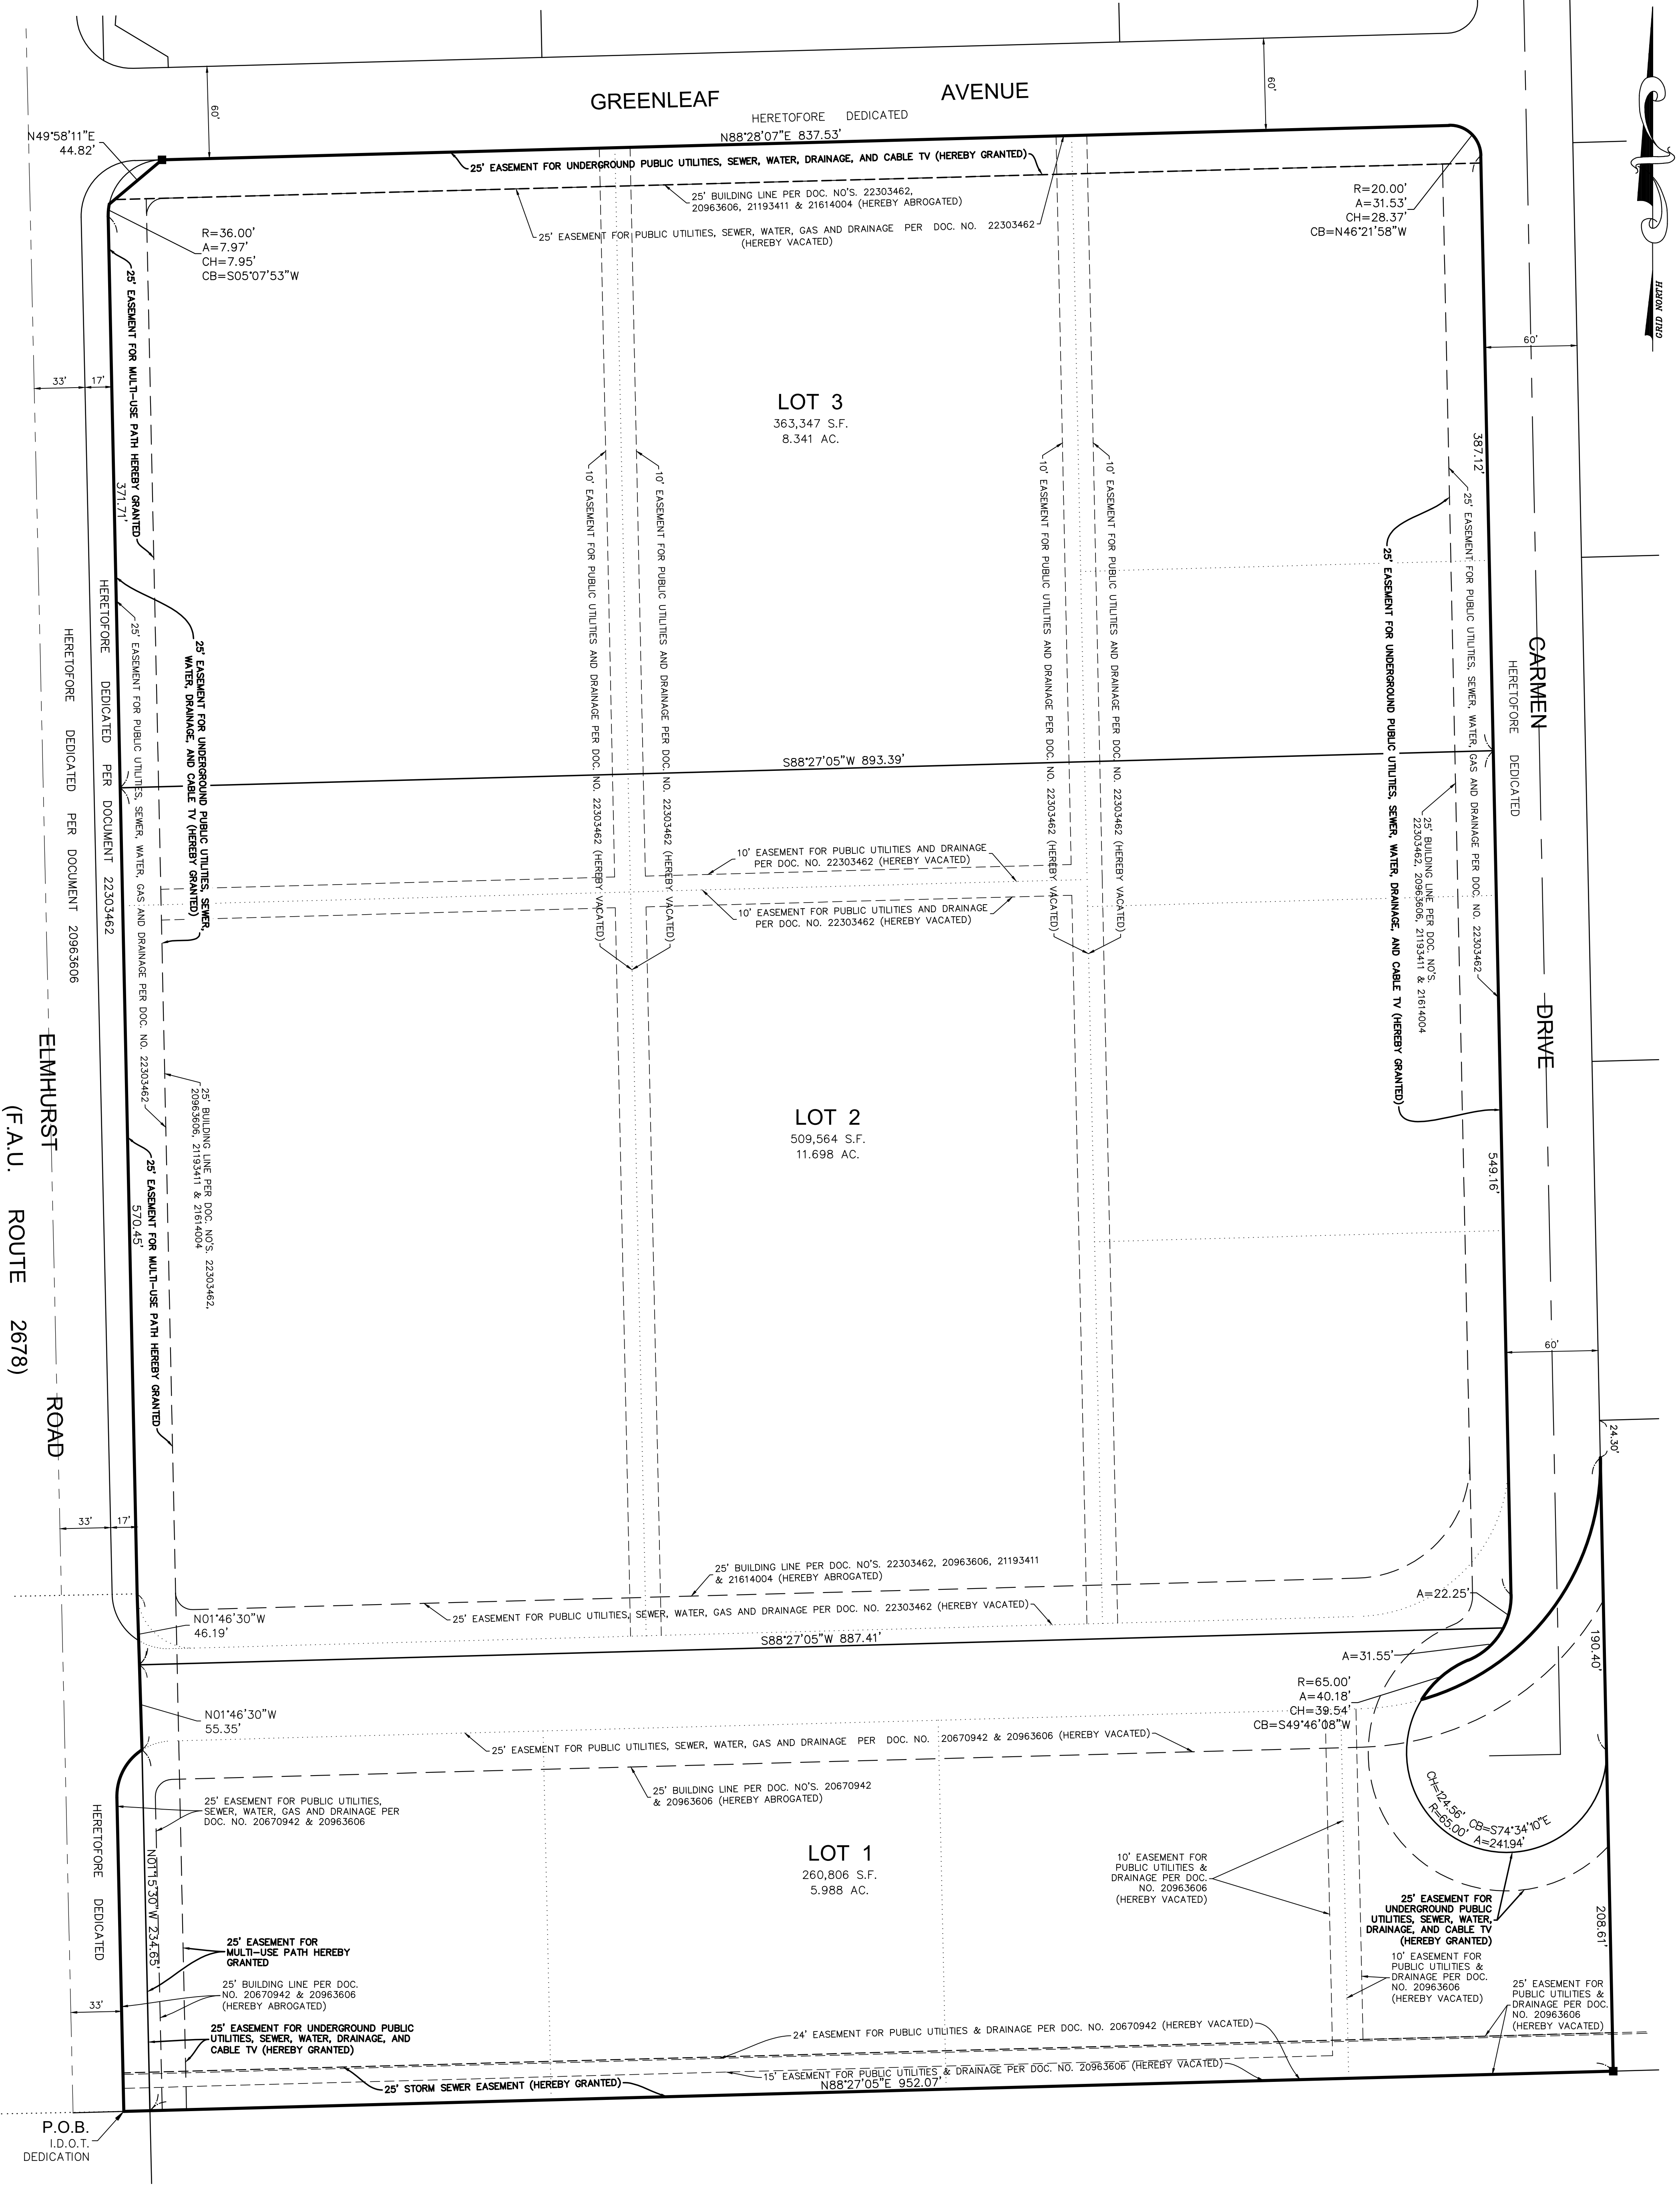 GRID NORTH
60'
60'
GREENLEAF AVENUE
HERETOFORE DEDICATED
N88°28'07"E 837.53'
N49°58'11"E
44.82'
25' EASEMENT FOR UNDERGROUND PUBLIC UTILITIES, SEWER, WATER, DRAINAGE, AND CABLE TV (HEREBY GRANTED)
25' BUILDING LINE PER DOC. NO'S. 22303462,
20963606, 21193411 & 21614004 (HEREBY ABROGATED)
25' EASEMENT FOR PUBLIC UTILITIES, SEWER, WATER, GAS AND DRAINAGE PER DOC. NO. 22303462
(HEREBY VACATED)
R=36.00'
A=7.97'
CH=7.95'
CB=S05°07'53"W
R=20.00'
A=31.53'
CH=28.37'
CB=N46°21'58"W
60'
33'
17'
LOT 3
363,347 S.F.
8.341 AC.
25' EASEMENT FOR MULTI-USE PATH HEREBY GRANTED
371.71'
387.12'
10' EASEMENT FOR PUBLIC UTILITIES AND DRAINAGE PER DOC. NO. 22303462 (HEREBY VACATED)
10' EASEMENT FOR PUBLIC UTILITIES AND DRAINAGE PER DOC. NO. 22303462 (HEREBY VACATED)
10' EASEMENT FOR PUBLIC UTILITIES AND DRAINAGE PER DOC. NO. 22303462 (HEREBY VACATED)
10' EASEMENT FOR PUBLIC UTILITIES AND DRAINAGE PER DOC. NO. 22303462 (HEREBY VACATED)
25' EASEMENT FOR UNDERGROUND PUBLIC UTILITIES, SEWER, WATER, DRAINAGE, AND CABLE TV (HEREBY GRANTED)
25' EASEMENT FOR PUBLIC UTILITIES, SEWER, WATER, GAS AND DRAINAGE PER DOC. NO. 22303462
CARMEN DRIVE
HERETOFORE DEDICATED
HERETOFORE DEDICATED PER DOCUMENT 22303462
HERETOFORE DEDICATED PER DOCUMENT 20963606
25' EASEMENT FOR PUBLIC UTILITIES, SEWER, WATER, GAS AND DRAINAGE PER DOC. NO. 22303462
25' EASEMENT FOR UNDERGROUND PUBLIC UTILITIES, SEWER,
WATER, DRAINAGE, AND CABLE TV (HEREBY GRANTED)
S88°27'05"W 893.39'
25' BUILDING LINE PER DOC. NO'S.
22303462, 20963606, 21193411 & 21614004
10' EASEMENT FOR PUBLIC UTILITIES AND DRAINAGE
PER DOC. NO. 22303462 (HEREBY VACATED)
10' EASEMENT FOR PUBLIC UTILITIES AND DRAINAGE
PER DOC. NO. 22303462 (HEREBY VACATED)
ELMHURST ROAD
(F.A.U. ROUTE 2678)
LOT 2
509,564 S.F.
11.698 AC.
25' BUILDING LINE PER DOC. NO'S. 22303462,
20963606, 21193411 & 21614004
25' EASEMENT FOR MULTI-USE PATH HEREBY GRANTED
570.45'
549.16'
60'
24.30'
33'
17'
25' BUILDING LINE PER DOC. NO'S. 22303462, 20963606, 21193411
& 21614004 (HEREBY ABROGATED)
25' EASEMENT FOR PUBLIC UTILITIES, SEWER, WATER, GAS AND DRAINAGE PER DOC. NO. 22303462 (HEREBY VACATED)
N01°46'30"W
46.19'
A=22.25'
S88°27'05"W 887.41'
190.40'
A=31.55'
R=65.00'
A=40.18'
CH=39.54'
CB=S49°46'08"W
N01°46'30"W
55.35'
25' EASEMENT FOR PUBLIC UTILITIES, SEWER, WATER, GAS AND DRAINAGE PER DOC. NO. 20670942 & 20963606 (HEREBY VACATED)
25' BUILDING LINE PER DOC. NO'S. 20670942
& 20963606 (HEREBY ABROGATED)
25' EASEMENT FOR PUBLIC UTILITIES,
SEWER, WATER, GAS AND DRAINAGE PER
DOC. NO. 20670942 & 20963606
CH=124.56' CB=S74°34'10"E
R=65.00' A=241.94'
LOT 1
260,806 S.F.
5.988 AC.
HERETOFORE DEDICATED
N01°15'30"W 234.65'
10' EASEMENT FOR
PUBLIC UTILITIES &
DRAINAGE PER DOC.
NO. 20963606
(HEREBY VACATED)
25' EASEMENT FOR
UNDERGROUND PUBLIC
UTILITIES, SEWER, WATER,
DRAINAGE, AND CABLE TV
(HEREBY GRANTED)
208.61'
25' EASEMENT FOR
MULTI-USE PATH HEREBY
GRANTED
10' EASEMENT FOR
PUBLIC UTILITIES &
DRAINAGE PER DOC.
NO. 20963606
(HEREBY VACATED)
25' BUILDING LINE PER DOC.
NO. 20670942 & 20963606
(HEREBY ABROGATED)
25' EASEMENT FOR
PUBLIC UTILITIES &
DRAINAGE PER DOC.
NO. 20963606
(HEREBY VACATED)
33'
25' EASEMENT FOR UNDERGROUND PUBLIC
UTILITIES, SEWER, WATER, DRAINAGE, AND
CABLE TV (HEREBY GRANTED)
24' EASEMENT FOR PUBLIC UTILITIES & DRAINAGE PER DOC. NO. 20670942 (HEREBY VACATED)
15' EASEMENT FOR PUBLIC UTILITIES & DRAINAGE PER DOC. NO. 20963606 (HEREBY VACATED)
25' STORM SEWER EASEMENT (HEREBY GRANTED)
N88°27'05"E 952.07'
P.O.B.
I.D.O.T.
DEDICATION